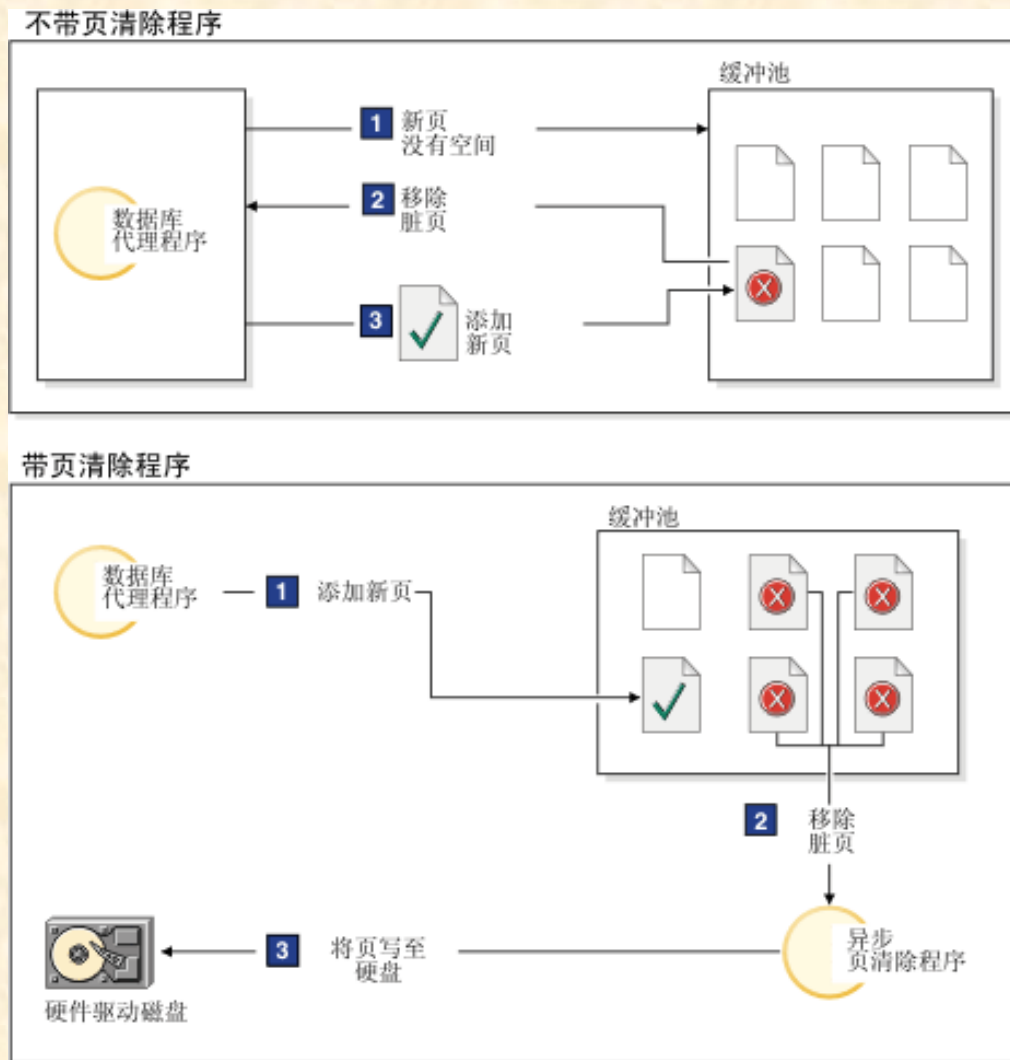 不带页清除程序
缓冲池
数据库
代理程序
1 新页
没有空间
2 移除
脏页
3 添加
新页
带页清除程序
缓冲池
数据库
代理程序
1 添加新页
2 移除
脏页
异步
页清除程序
3 将页写至
硬盘
硬件驱动磁盘